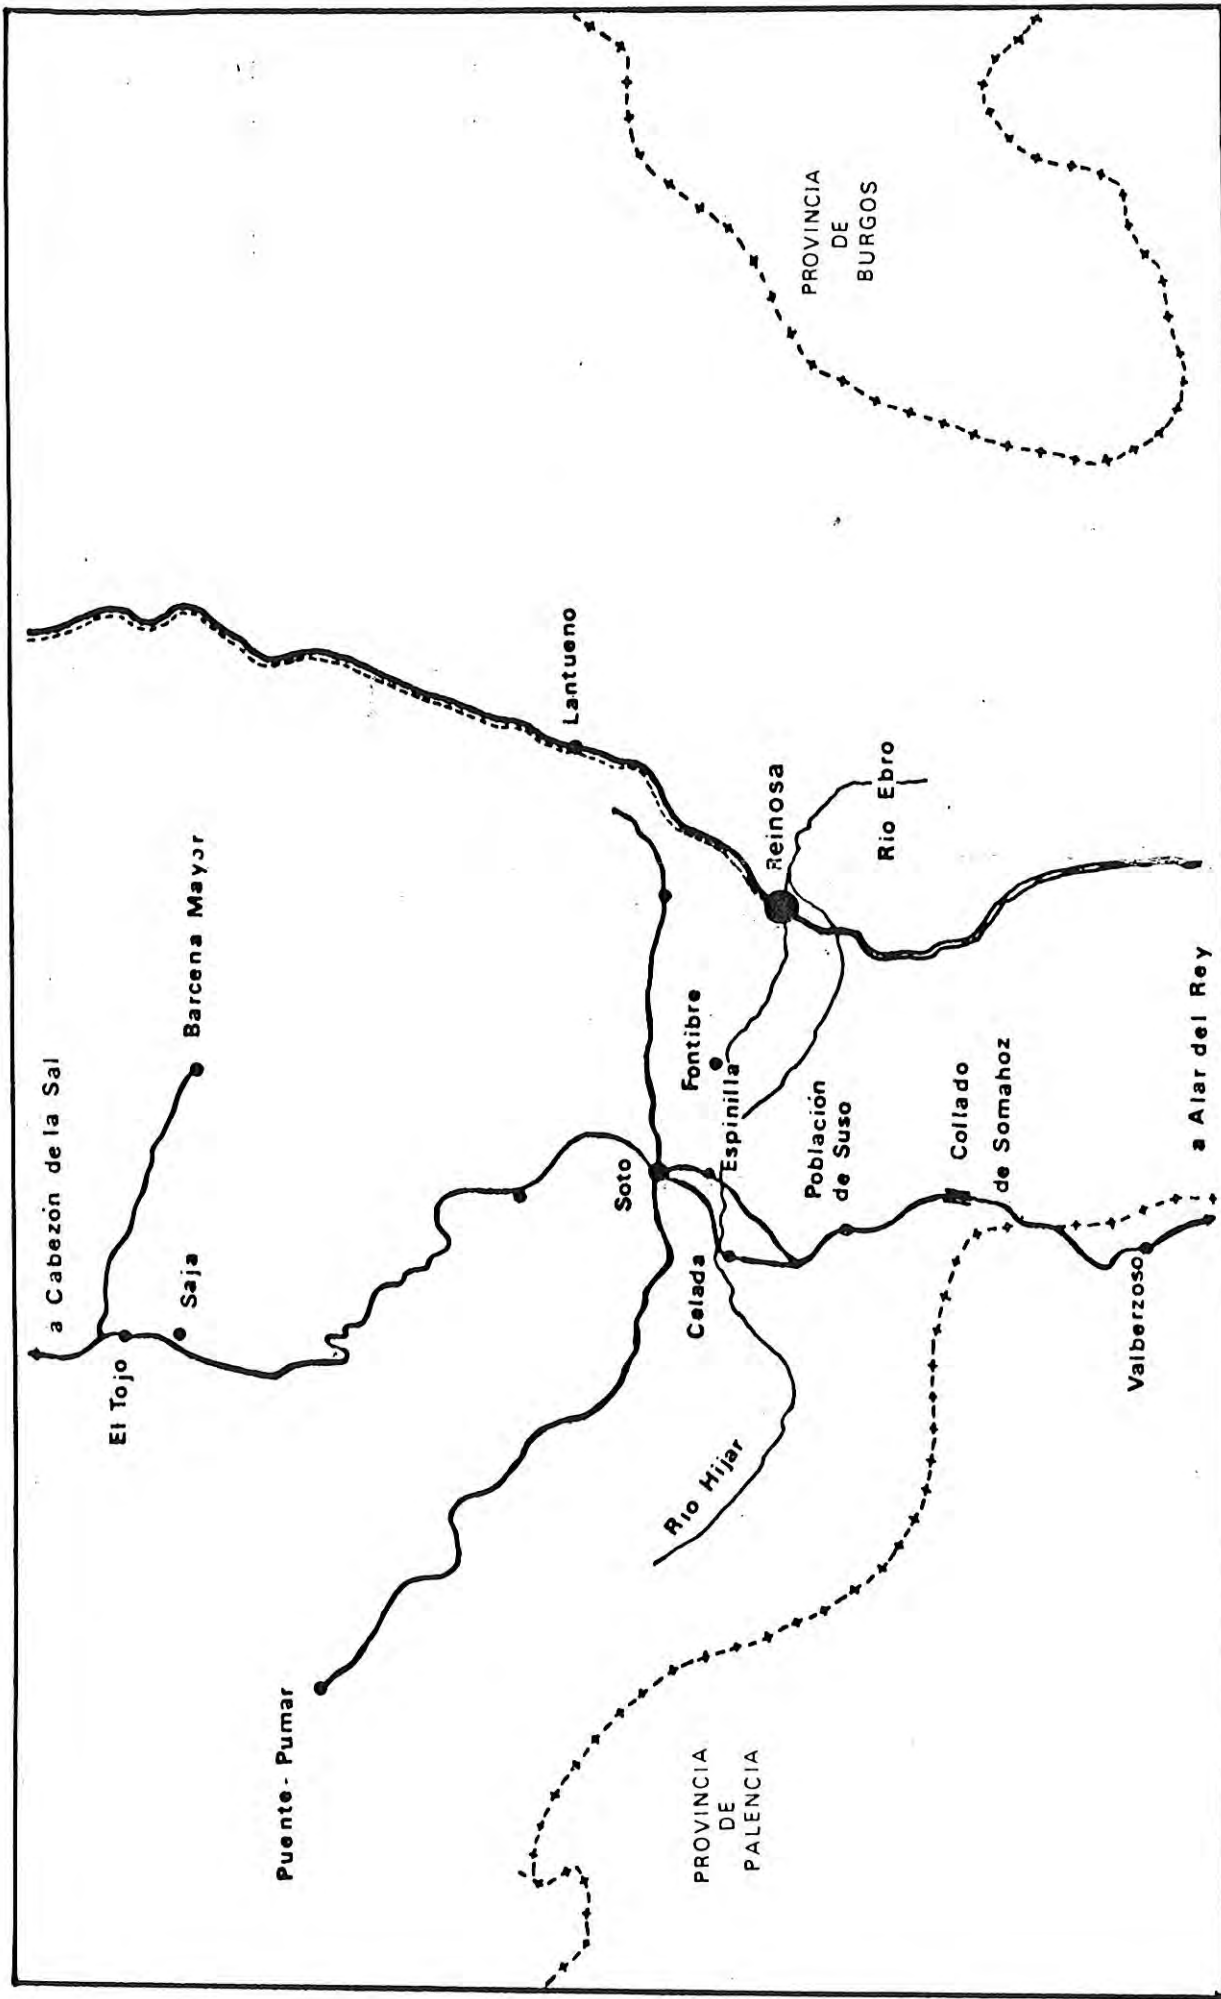 a Cabezón de la Sal
El Tojo
Saja
Barcena Mayor
Puente-Pumar
Lantueno
Soto
Fontibre
Reinosa
Celada
Espinilla
Rio Hijar
Rio Ebro
Población
de Suso
Collado
de Somahoz
Valberzoso
a Alar del Rey
PROVINCIA
DE
PALENCIA
PROVINCIA
DE
BURGOS